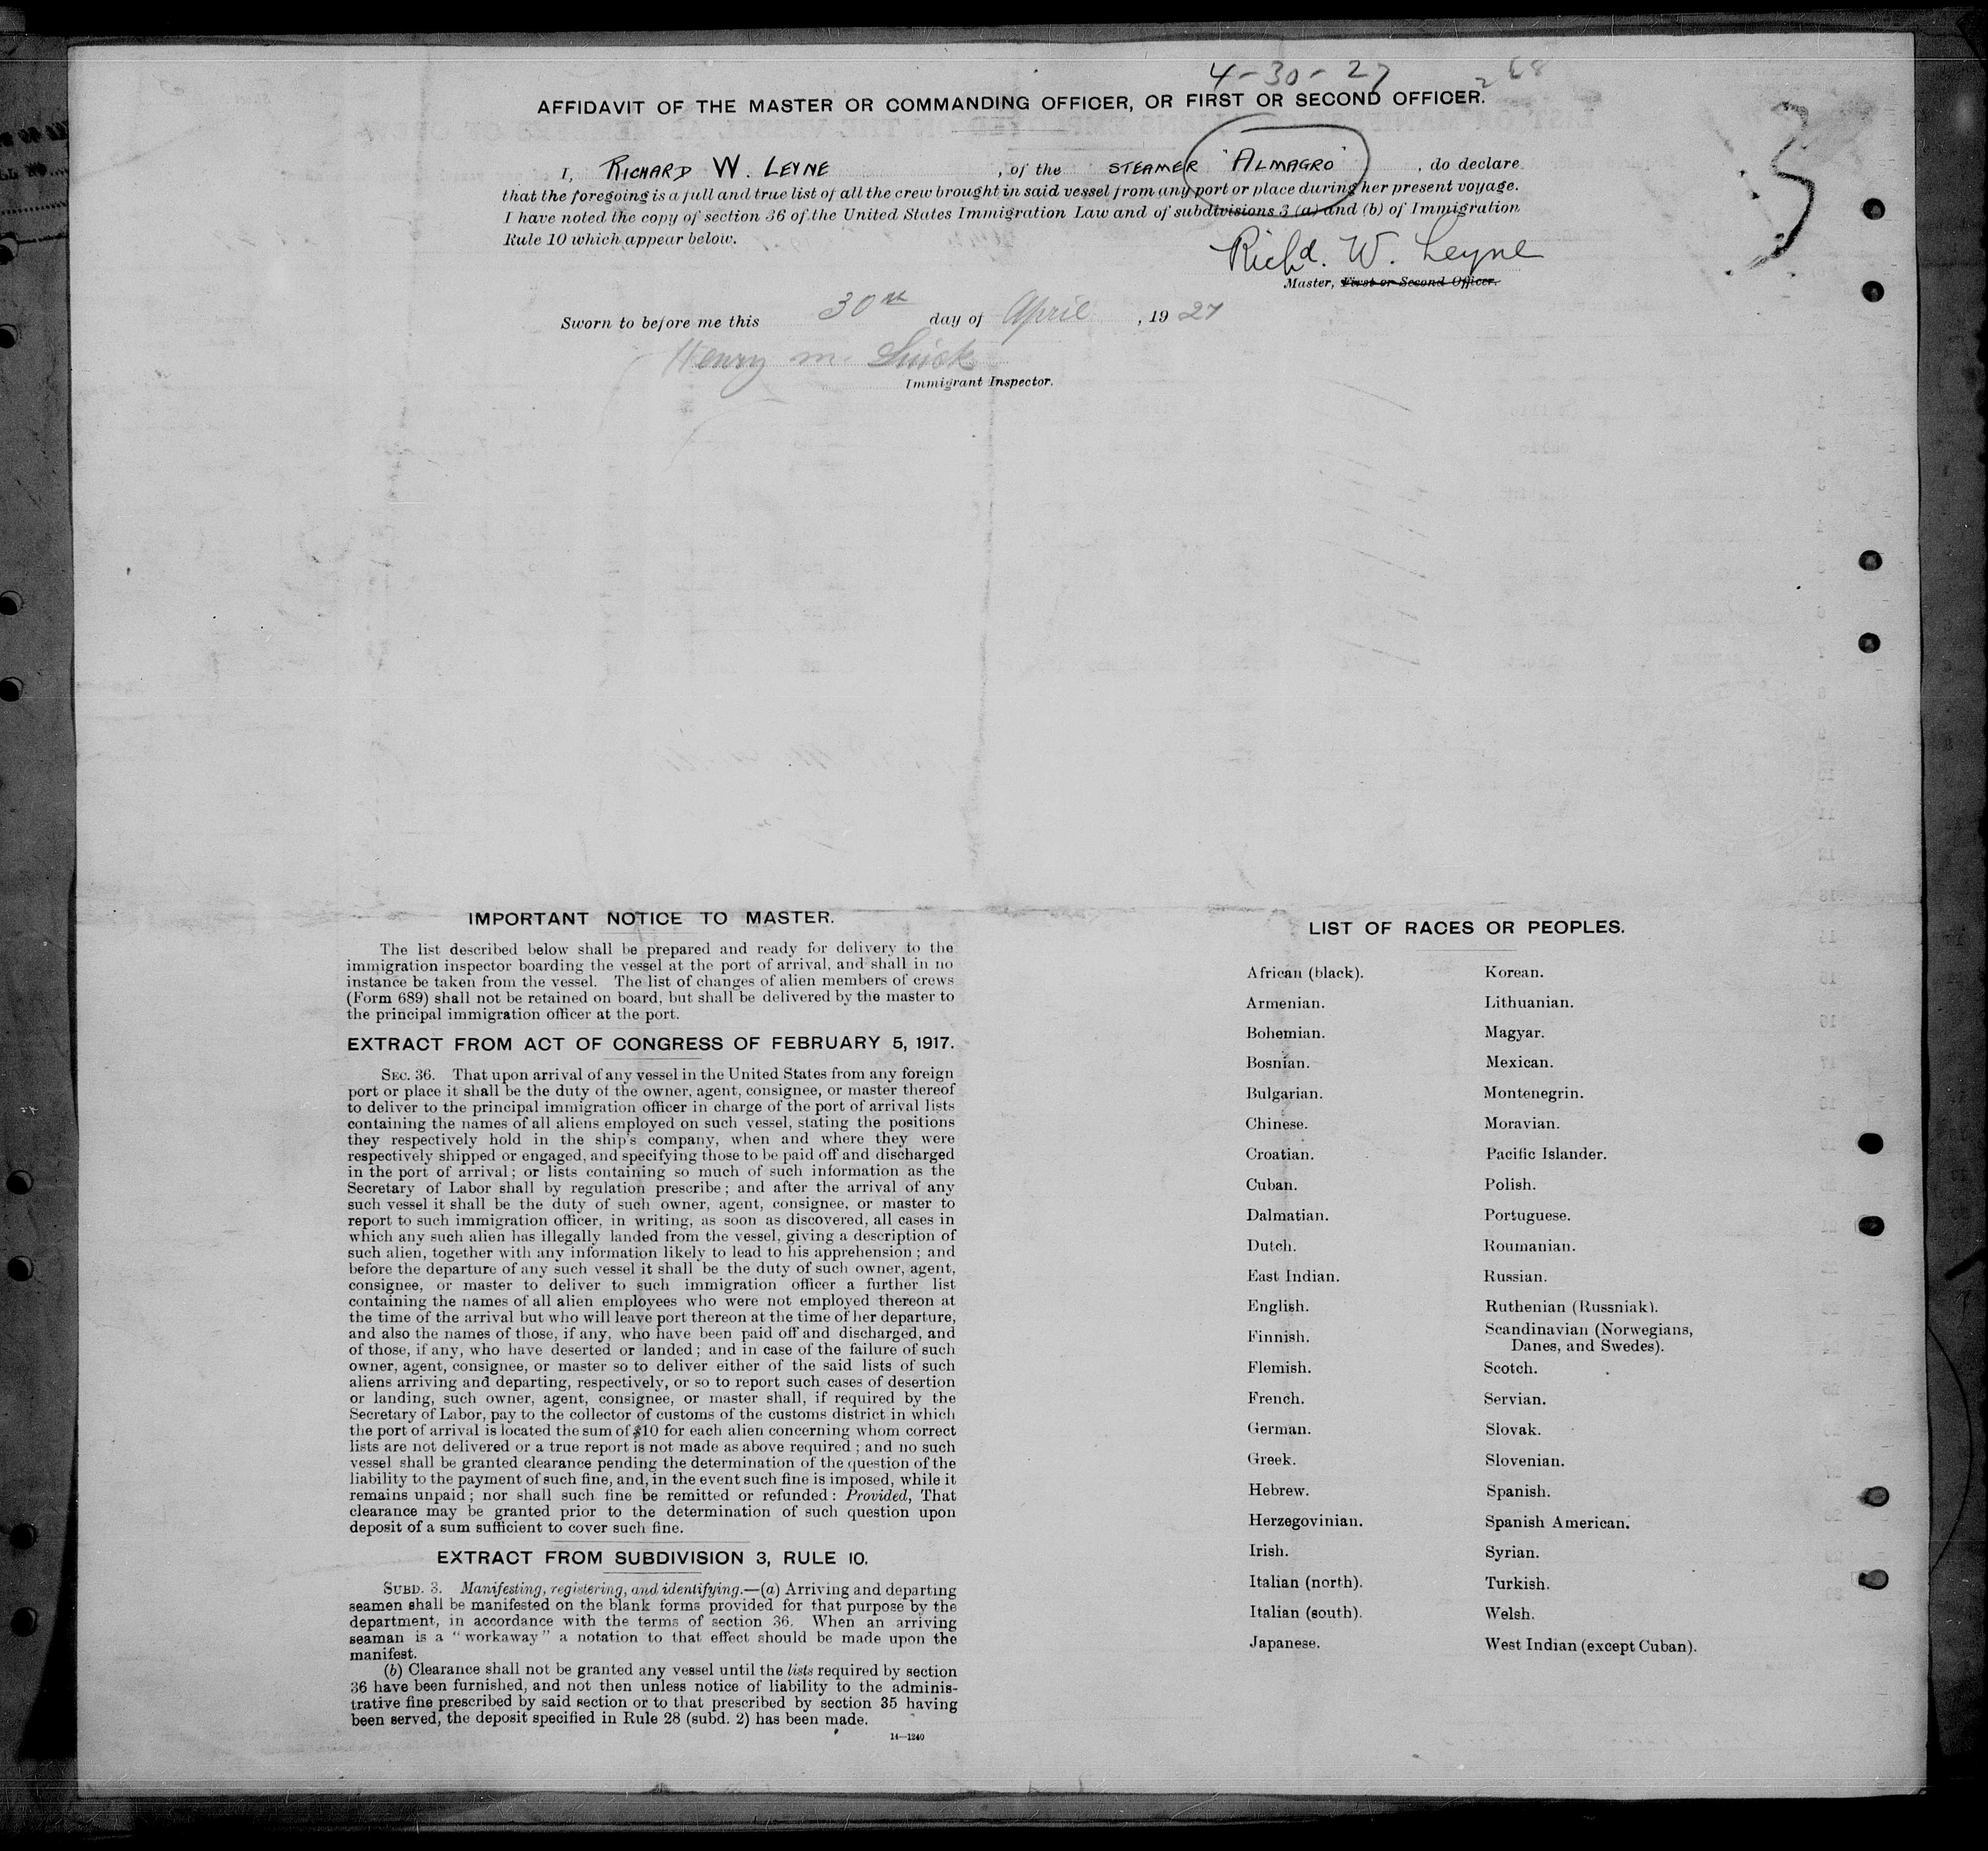 4-30-27
AFFIDAVIT OF THE MASTER OR COMMANDING OFFICER, OR FIRST OR SECOND OFFICER.
3
I, RICHARD W. LEYNE, of the STEAMER "ALMAGRO", do declare
that the foregoing is a full and true list of all the crew brought in said vessel from any port or place during her present voyage.
I have noted the copy of section 36 of the United States Immigration Law and of subdivisions 3 (a) and (b) of Immigration
Rule 10 which appear below.
Richd. W. Leyne
Master, First or Second Officer.
Sworn to before me this 30th day of April, 1927
Henry M.
Immigrant Inspector.
IMPORTANT NOTICE TO MASTER.
The list described below shall be prepared and ready for delivery to the
immigration inspector boarding the vessel at the port of arrival, and shall in no
instance be taken from the vessel. The list of changes of alien members of crews
(Form 689) shall not be retained on board, but shall be delivered by the master to
the principal immigration officer at the port.
EXTRACT FROM ACT OF CONGRESS OF FEBRUARY 5, 1917.
SEC. 36. That upon arrival of any vessel in the United States from any foreign
port or place it shall be the duty of the owner, agent, consignee, or master thereof
to deliver to the principal immigration officer in charge of the port of arrival lists
containing the names of all aliens employed on such vessel, stating the positions
they respectively hold in the ship's company, when and where they were
respectively shipped or engaged, and specifying those to be paid off and discharged
in the port of arrival; or lists containing so much of such information as the
Secretary of Labor shall by regulation prescribe; and after the arrival of any
such vessel it shall be the duty of such owner, agent, consignee, or master to
report to such immigration officer, in writing, as soon as discovered, all cases in
which any such alien has illegally landed from the vessel, giving a description of
such alien, together with any information likely to lead to his apprehension; and
before the departure of any such vessel it shall be the duty of such owner, agent,
consignee, or master to deliver to such immigration officer a further list
containing the names of all alien employees who were not employed thereon at
the time of the arrival but who will leave port thereon at the time of her departure,
and also the names of those, if any, who have been paid off and discharged, and
of those, if any, who have deserted or landed; and in case of the failure of such
owner, agent, consignee, or master so to deliver either of the said lists of such
aliens arriving and departing, respectively, or so to report such cases of desertion
or landing, such owner, agent, consignee, or master shall, if required by the
Secretary of Labor, pay to the collector of customs of the customs district in which
the port of arrival is located the sum of $10 for each alien concerning whom correct
lists are not delivered or a true report is not made as above required; and no such
vessel shall be granted clearance pending the determination of the question of the
liability to the payment of such fine, and, in the event such fine is imposed, while it
remains unpaid; nor shall such fine be remitted or refunded: Provided, That
clearance may be granted prior to the determination of such question upon
deposit of a sum sufficient to cover such fine.
EXTRACT FROM SUBDIVISION 3, RULE 10.
SUBD. 3. Manifesting, registering, and identifying.—(a) Arriving and departing
seamen shall be manifested on the blank forms provided for that purpose by the
department, in accordance with the terms of section 36. When an arriving
seaman is a "workaway" a notation to that effect should be made upon the
manifest.
(b) Clearance shall not be granted any vessel until the lists required by section
36 have been furnished, and not then unless notice of liability to the adminis-
trative fine prescribed by said section or to that prescribed by section 35 having
been served, the deposit specified in Rule 28 (subd. 2) has been made.
14—1240
LIST OF RACES OR PEOPLES.
African (black).
Armenian.
Bohemian.
Bosnian.
Bulgarian.
Chinese.
Croatian.
Cuban.
Dalmatian.
Dutch.
East Indian.
English.
Finnish.
Flemish.
French.
German.
Greek.
Hebrew.
Herzegovinian.
Irish.
Italian (north).
Italian (south).
Japanese.
Korean.
Lithuanian.
Magyar.
Mexican.
Montenegrin.
Moravian.
Pacific Islander.
Polish.
Portuguese.
Roumanian.
Russian.
Ruthenian (Russniak).
Scandinavian (Norwegians,
Danes, and Swedes).
Scotch.
Servian.
Slovak.
Slovenian.
Spanish.
Spanish American.
Syrian.
Turkish.
Welsh.
West Indian (except Cuban).